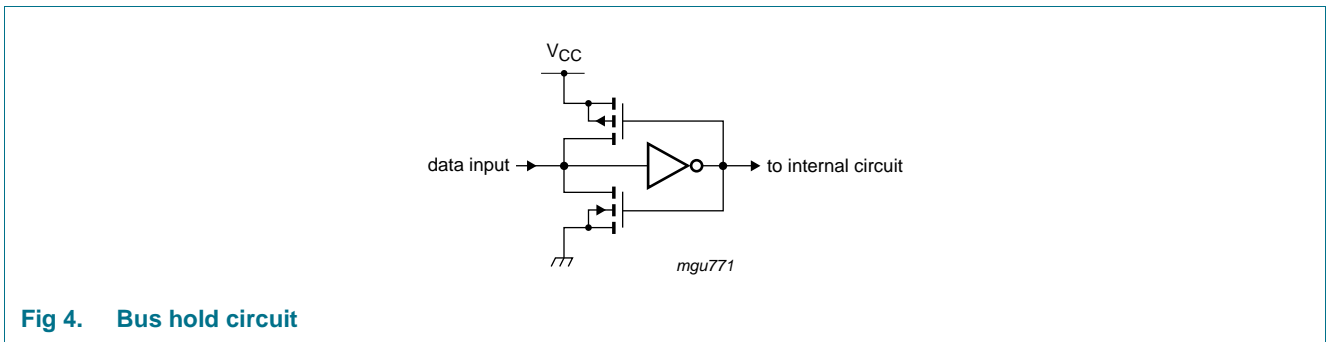 VCC
data input
to internal circuit
mgu771
Fig 4. Bus hold circuit